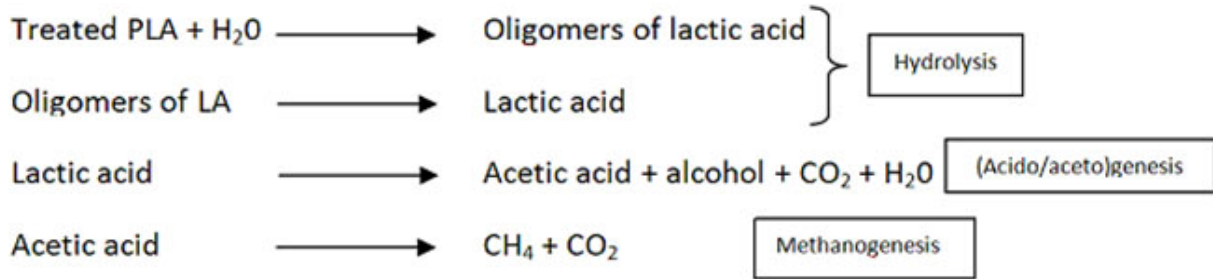 Treated PLA + H₂0 → Oligomers of lactic acid
Hydrolysis
Oligomers of LA → Lactic acid
Lactic acid → Acetic acid + alcohol + CO₂ + H₂0 (Acido/aceto)genesis
Acetic acid → CH₄ + CO₂ Methanogenesis